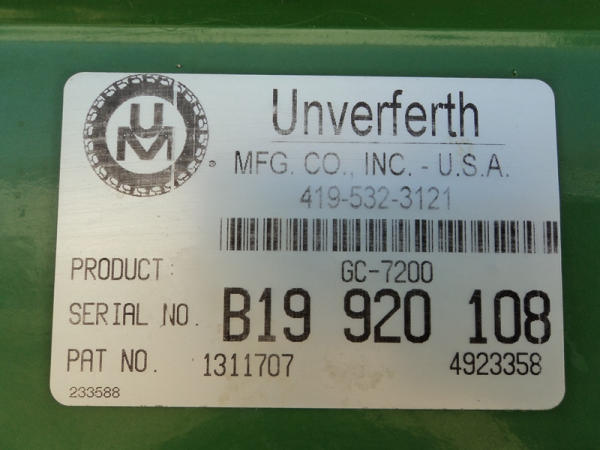 UM
Unverferth
MFG. CO., INC. - U.S.A.
419-532-3121
PRODUCT: GC-7200
SERIAL NO. B19 920 108
PAT NO. 1311707 4923358
233588